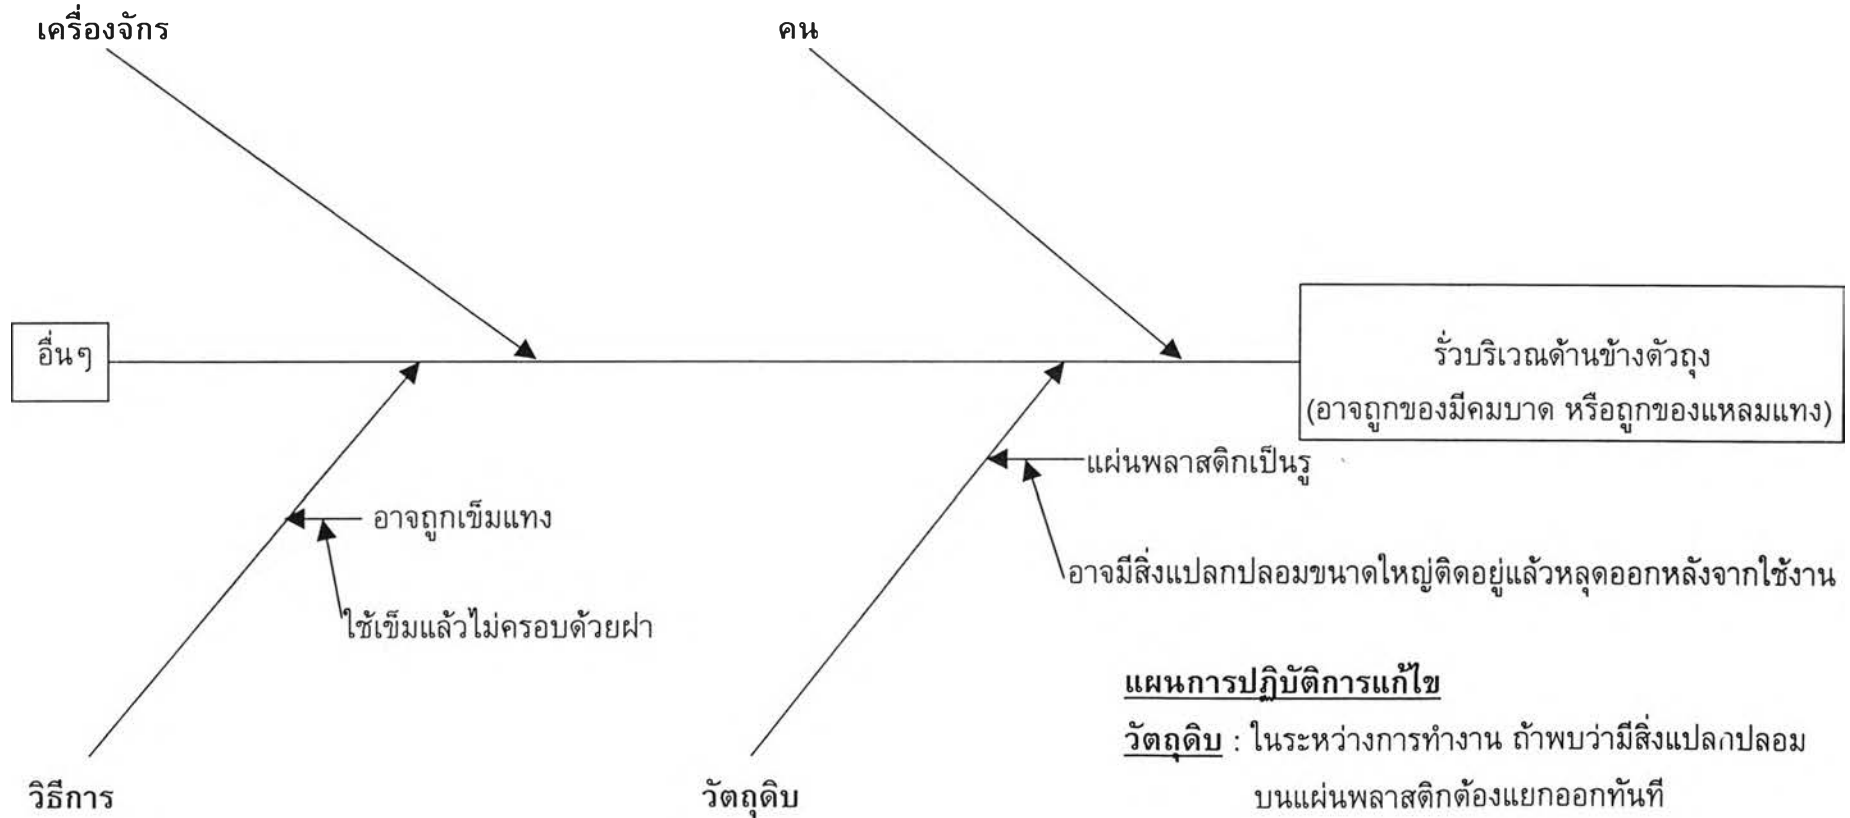 เครื่องจักร
คน
อื่นๆ
รั่วบริเวณด้านข้างตัวถุง
(อาจถูกของมีคมบาด หรือถูกของแหลมแทง)
แผ่นพลาสติกเป็นรู
อาจถูกเข็มแทง
อาจมีสิ่งแปลกปลอมขนาดใหญ่ติดอยู่แล้วหลุดออกหลังจากใช้งาน
ใช้เข็มแล้วไม่ครอบด้วยฝา
แผนการปฏิบัติการแก้ไข
วัตถุดิบ : ในระหว่างการทำงาน ถ้าพบว่ามีสิ่งแปลกปลอม
บนแผ่นพลาสติกต้องแยกออกทันที
วิธีการ
วัตถุดิบ